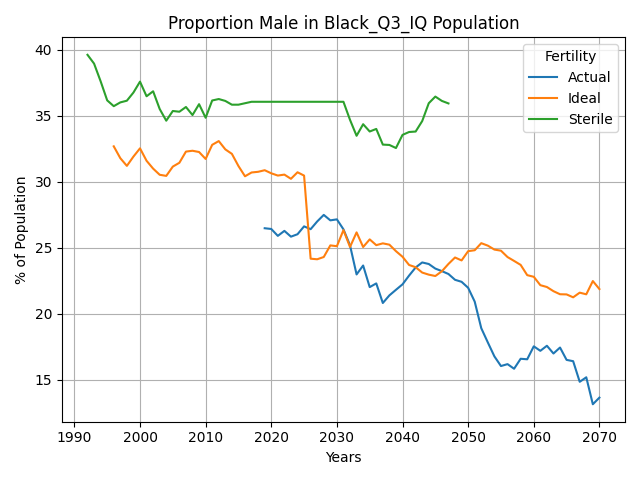 Proportion Male in Black_Q3_IQ Population
Fertility
Actual
Ideal
Sterile
% of Population
40
35
30
25
20
15
1990 2000 2010 2020 2030 2040 2050 2060 2070
Years